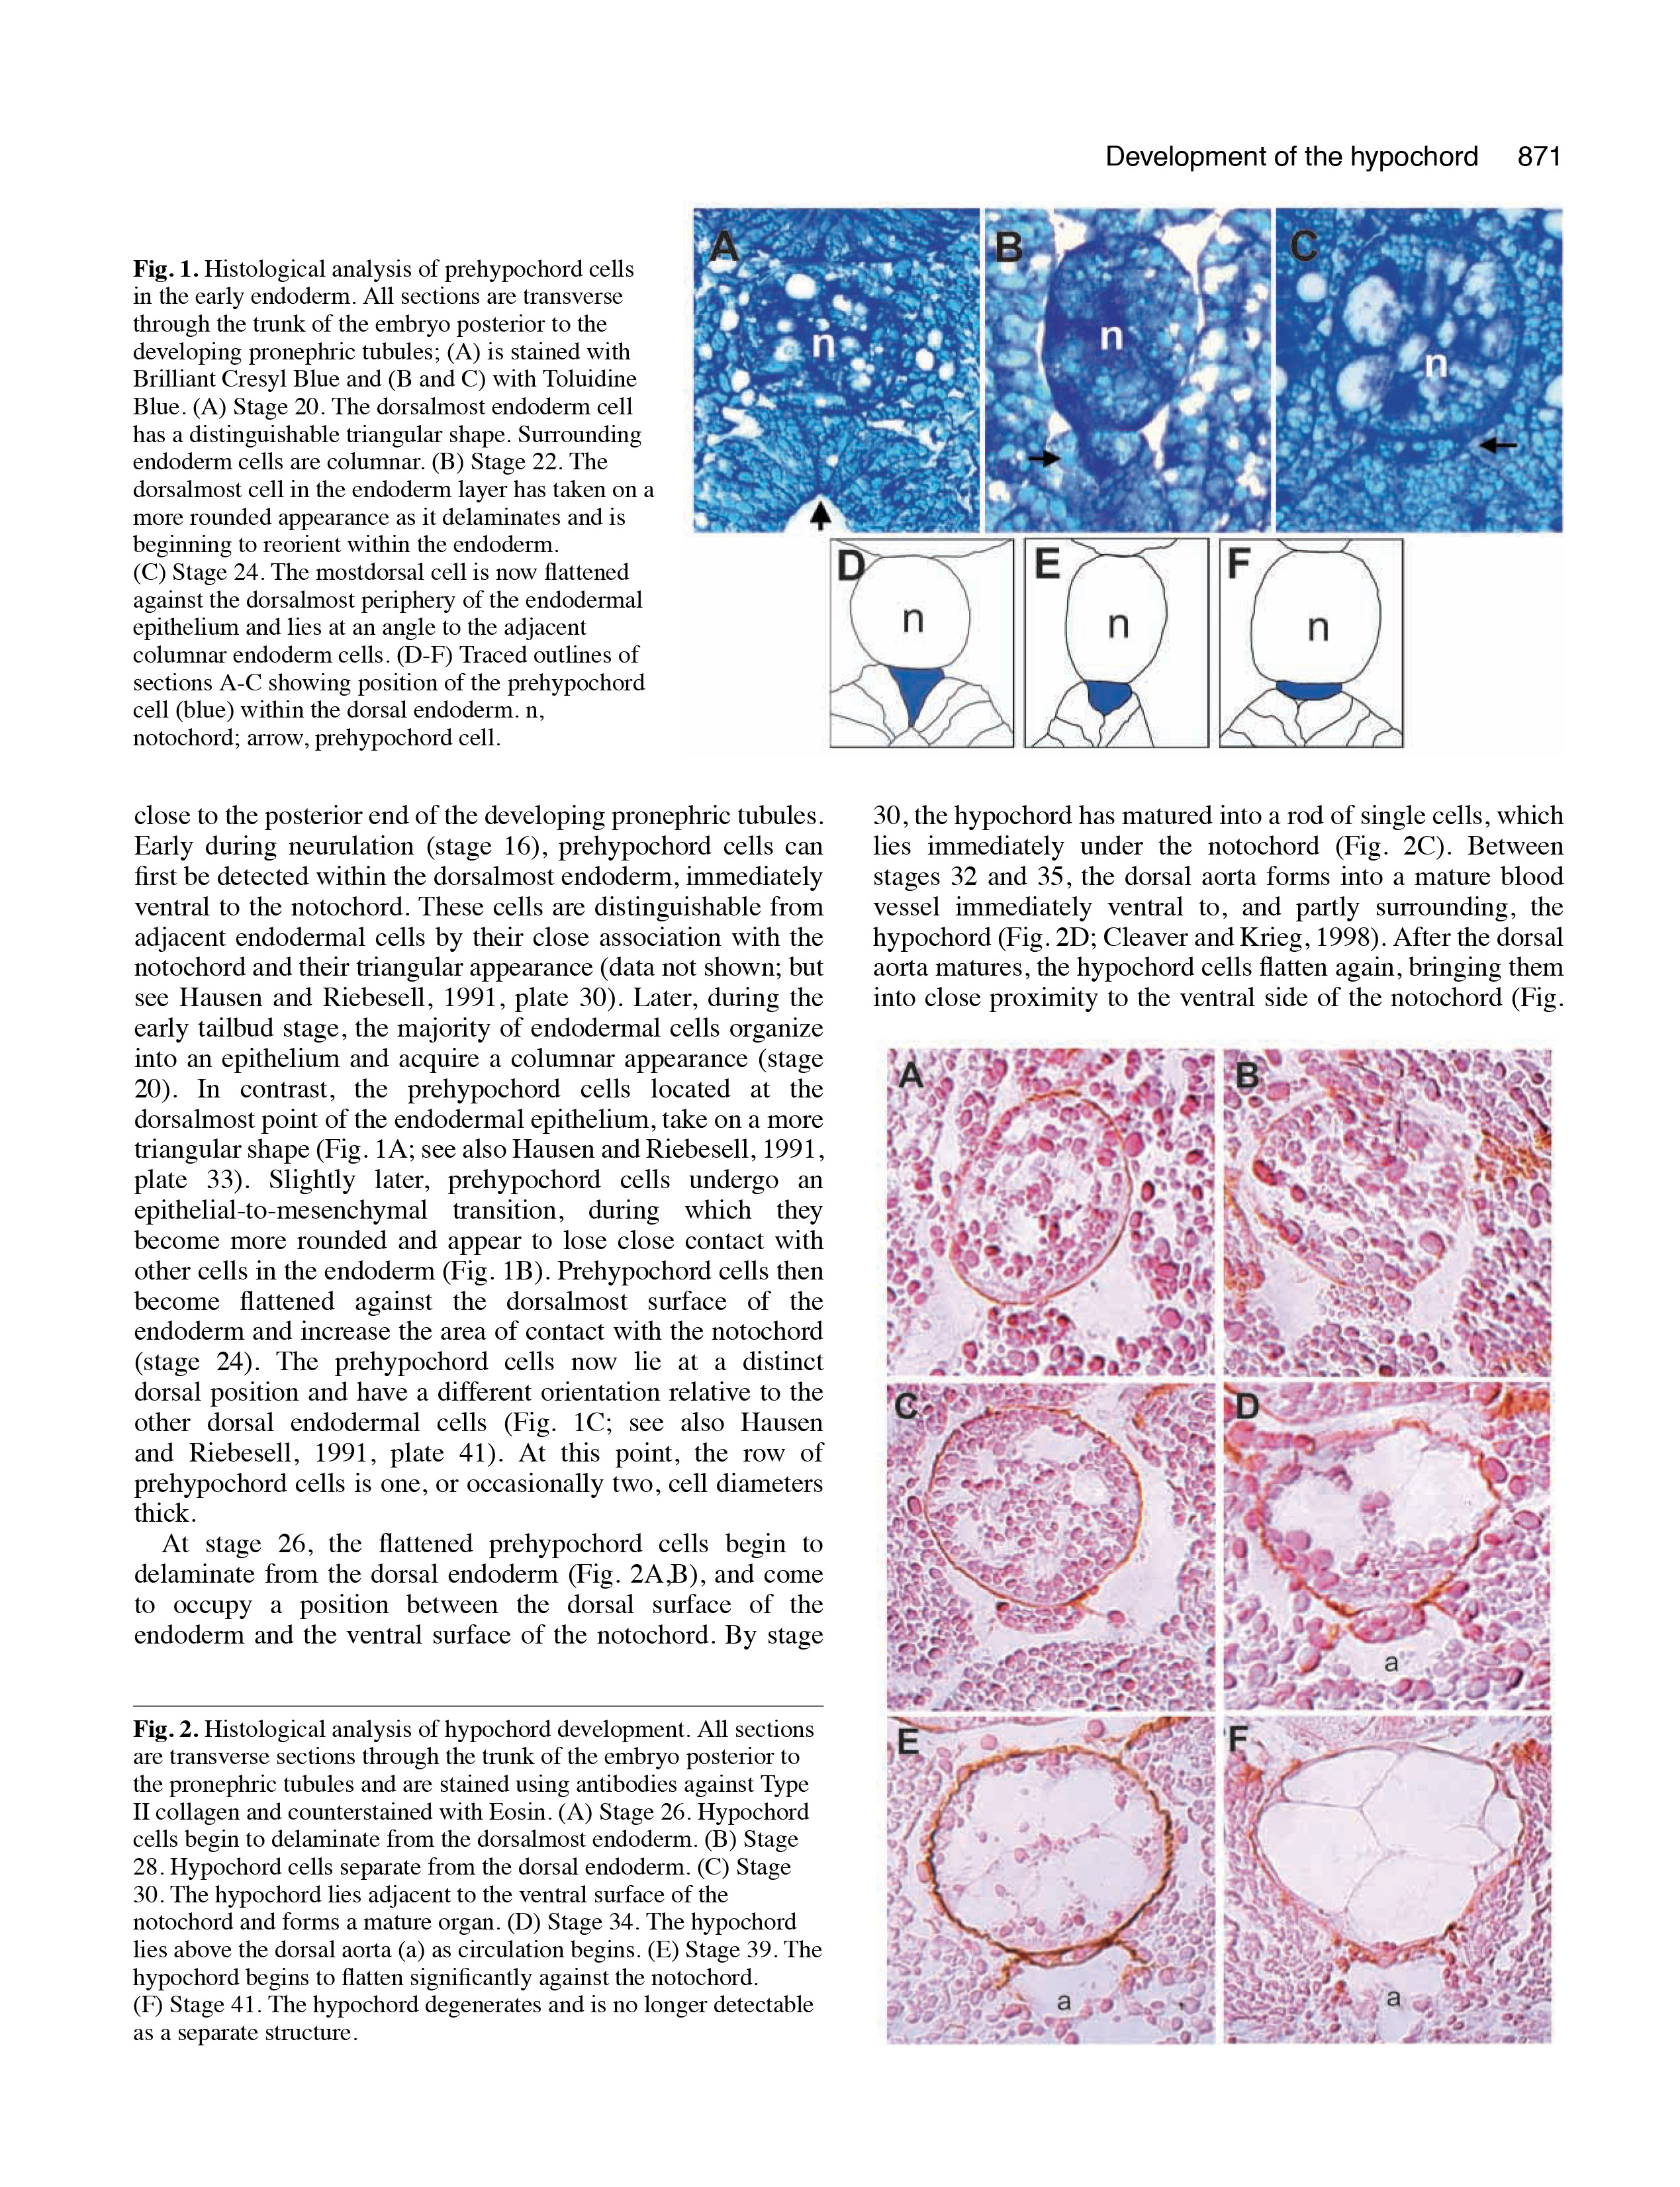 Development of the hypochord 871
Fig. 1. Histological analysis of prehypochord cells
in the early endoderm. All sections are transverse
through the trunk of the embryo posterior to the
developing pronephric tubules; (A) is stained with
Brilliant Cresyl Blue and (B and C) with Toluidine
Blue. (A) Stage 20. The dorsalmost endoderm cell
has a distinguishable triangular shape. Surrounding
endoderm cells are columnar. (B) Stage 22. The
dorsalmost cell in the endoderm layer has taken on a
more rounded appearance as it delaminates and is
beginning to reorient within the endoderm.
(C) Stage 24. The mostdorsal cell is now flattened
against the dorsalmost periphery of the endodermal
epithelium and lies at an angle to the adjacent
columnar endoderm cells. (D-F) Traced outlines of
sections A-C showing position of the prehypochord
cell (blue) within the dorsal endoderm. n,
notochord; arrow, prehypochord cell.
A
n
B
n
C
n
D
n
E
n
F
n
close to the posterior end of the developing pronephric tubules.
Early during neurulation (stage 16), prehypochord cells can
first be detected within the dorsalmost endoderm, immediately
ventral to the notochord. These cells are distinguishable from
adjacent endodermal cells by their close association with the
notochord and their triangular appearance (data not shown; but
see Hausen and Riebesell, 1991, plate 30). Later, during the
early tailbud stage, the majority of endodermal cells organize
into an epithelium and acquire a columnar appearance (stage
20). In contrast, the prehypochord cells located at the
dorsalmost point of the endodermal epithelium, take on a more
triangular shape (Fig. 1A; see also Hausen and Riebesell, 1991,
plate 33). Slightly later, prehypochord cells undergo an
epithelial-to-mesenchymal transition, during which they
become more rounded and appear to lose close contact with
other cells in the endoderm (Fig. 1B). Prehypochord cells then
become flattened against the dorsalmost surface of the
endoderm and increase the area of contact with the notochord
(stage 24). The prehypochord cells now lie at a distinct
dorsal position and have a different orientation relative to the
other dorsal endodermal cells (Fig. 1C; see also Hausen
and Riebesell, 1991, plate 41). At this point, the row of
prehypochord cells is one, or occasionally two, cell diameters
thick.
At stage 26, the flattened prehypochord cells begin to
delaminate from the dorsal endoderm (Fig. 2A,B), and come
to occupy a position between the dorsal surface of the
endoderm and the ventral surface of the notochord. By stage
30, the hypochord has matured into a rod of single cells, which
lies immediately under the notochord (Fig. 2C). Between
stages 32 and 35, the dorsal aorta forms into a mature blood
vessel immediately ventral to, and partly surrounding, the
hypochord (Fig. 2D; Cleaver and Krieg, 1998). After the dorsal
aorta matures, the hypochord cells flatten again, bringing them
into close proximity to the ventral side of the notochord (Fig.
Fig. 2. Histological analysis of hypochord development. All sections
are transverse sections through the trunk of the embryo posterior to
the pronephric tubules and are stained using antibodies against Type
II collagen and counterstained with Eosin. (A) Stage 26. Hypochord
cells begin to delaminate from the dorsalmost endoderm. (B) Stage
28. Hypochord cells separate from the dorsal endoderm. (C) Stage
30. The hypochord lies adjacent to the ventral surface of the
notochord and forms a mature organ. (D) Stage 34. The hypochord
lies above the dorsal aorta (a) as circulation begins. (E) Stage 39. The
hypochord begins to flatten significantly against the notochord.
(F) Stage 41. The hypochord degenerates and is no longer detectable
as a separate structure.
A
B
C
D
a
E
a
F
a